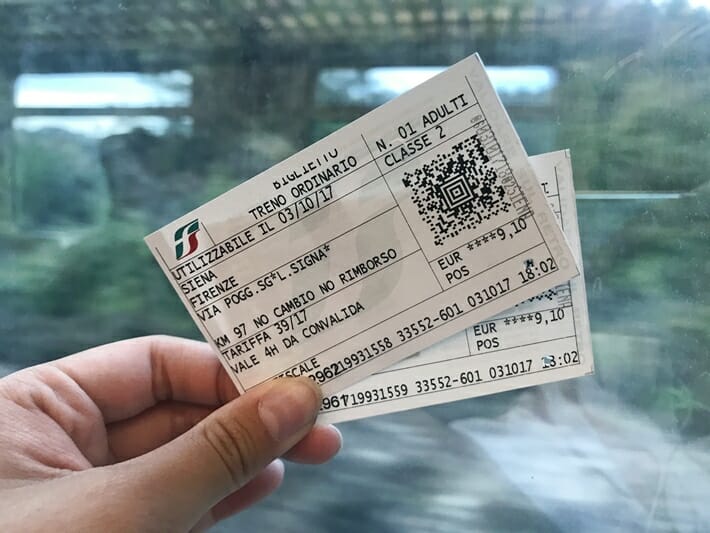 BIGLIETTO
TRENO ORDINARIO
N. 01 ADULTI
UTILIZZABILE IL 03/10/17
CLASSE 2
SIENA
FIRENZE
VIA POGG.SG*L.SIGNA*
KM 97 NO CAMBIO NO RIMBORSO
TARIFFA 39/17
VALE 4H DA CONVALIDA
EUR ****9,10
POS
19931558 33552-601 031017 18:02
EUR ****9,10
POS
19931559 33552-601 031017 18:02